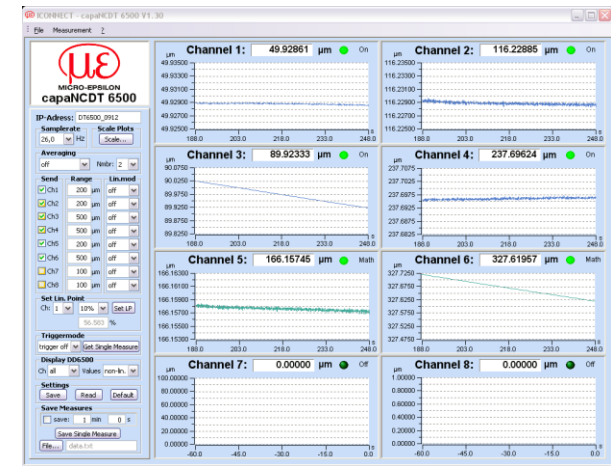 ICONNECT - capaNCDT 6500 V1.30
File Measurement ?
με
MICRO-EPSILON
capaNCDT 6500
IP-Adress: DT6500_0912
Samplerate Scale Plots
26,0 Hz Scale...
Averaging
off Nmbr: 2
Send Range Lin.mod
Ch1 200 μm off
Ch2 200 μm off
Ch3 500 μm off
Ch4 500 μm off
Ch5 200 μm off
Ch6 500 μm off
Ch7 100 μm off
Ch8 100 μm off
Set Lin. Point
Ch: 1 10% Set LP
56.583 %
Triggermode
trigger off Get Single Measure
Display DD6500
Ch all Values non-lin.
Settings
Save Read Default
Save Measures
save: 1 min 0 s
Save Single Measure
File... data.txt
μm Channel 1: 49.92861 μm On
49.93500
49.93300
49.93100
49.92900
49.92700
49.92500
188.0 203.0 218.0 233.0 248.0
s
μm Channel 2: 116.22885 μm On
116.23500
116.23300
116.23100
116.22900
116.22700
116.22500
188.0 203.0 218.0 233.0 248.0
s
μm Channel 3: 89.92333 μm On
90.0750
90.0250
89.9750
89.9250
89.8750
89.8250
188.0 203.0 218.0 233.0 248.0
s
μm Channel 4: 237.69624 μm On
237.7075
237.7025
237.6975
237.6925
237.6875
237.6825
188.0 203.0 218.0 233.0 248.0
s
μm Channel 5: 166.15745 μm Math
166.16300
166.16100
166.15900
166.15700
166.15500
166.15300
188.0 203.0 218.0 233.0 248.0
s
μm Channel 6: 327.61957 μm Math
327.7250
327.6750
327.6250
327.5750
327.5250
327.4750
188.0 203.0 218.0 233.0 248.0
s
μm Channel 7: 0.00000 μm Off
100.00000
80.00000
60.00000
40.00000
20.00000
0.00000
-60.0 -45.0 -30.0 -15.0 0.0
s
μm Channel 8: 0.00000 μm Off
1.00000
0.80000
0.60000
0.40000
0.20000
0.00000
-60.0 -45.0 -30.0 -15.0 0.0
s